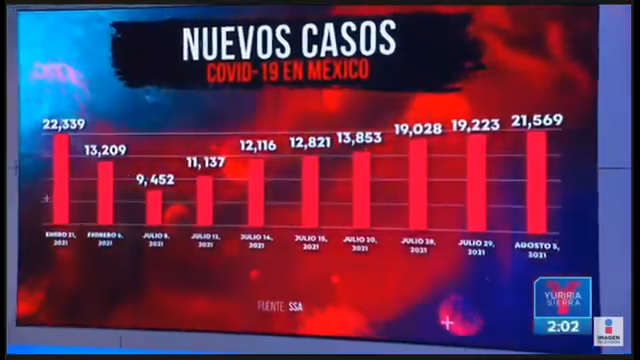 NUEVOS CASOS
COVID-19 EN MÉXICO
22,339
13,209
9,452
11,137
12,116
12,821
13,853
19,028
19,223
21,569
ENERO 21,
2021
FEBRERO 6,
2021
JULIO 8,
2021
JULIO 13,
2021
JULIO 14,
2021
JULIO 15,
2021
JULIO 20,
2021
JULIO 28,
2021
JULIO 29,
2021
AGOSTO 5,
2021
FUENTE: SSA
YURIRIA
SIERRA
2:02
IMAGEN
TELEVISIÓN